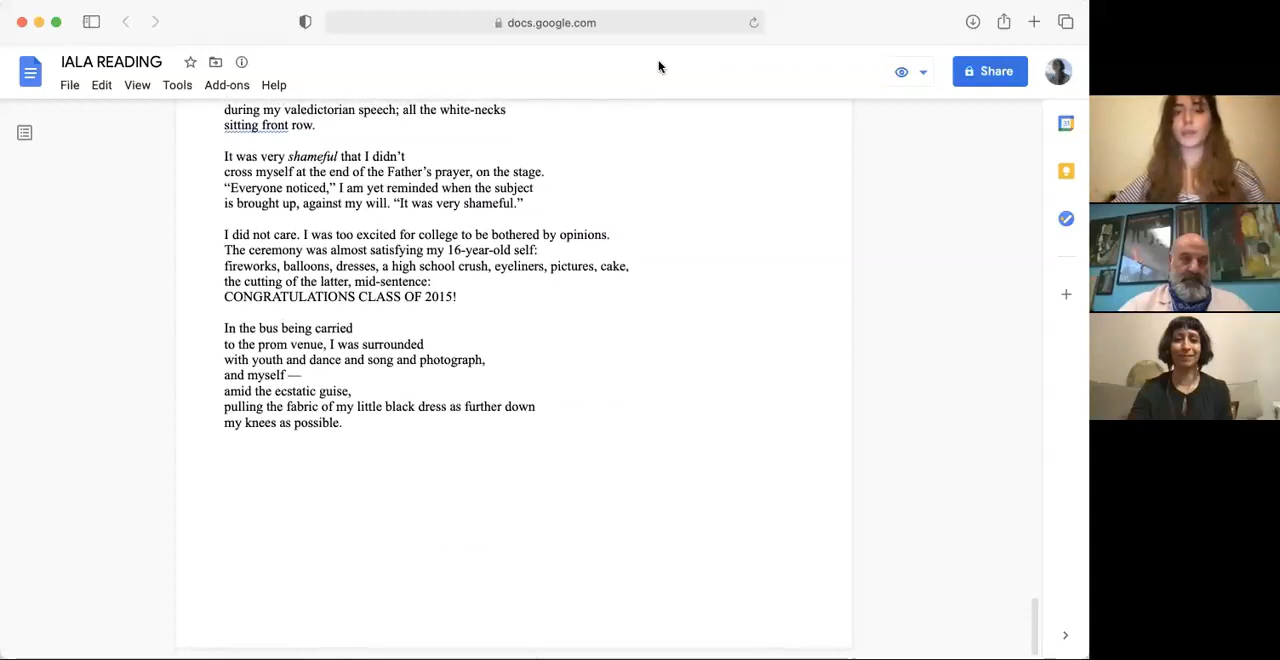 docs.google.com
IALA READING
File Edit View Tools Add-ons Help
Share
31
during my valedictorian speech; all the white-necks
sitting front row.
It was very shameful that I didn't
cross myself at the end of the Father's prayer, on the stage.
“Everyone noticed,” I am yet reminded when the subject
is brought up, against my will. “It was very shameful.”
I did not care. I was too excited for college to be bothered by opinions.
The ceremony was almost satisfying my 16-year-old self:
fireworks, balloons, dresses, a high school crush, eyeliners, pictures, cake,
the cutting of the latter, mid-sentence:
CONGRATULATIONS CLASS OF 2015!
In the bus being carried
to the prom venue, I was surrounded
with youth and dance and song and photograph,
and myself —
amid the ecstatic guise,
pulling the fabric of my little black dress as further down
my knees as possible.